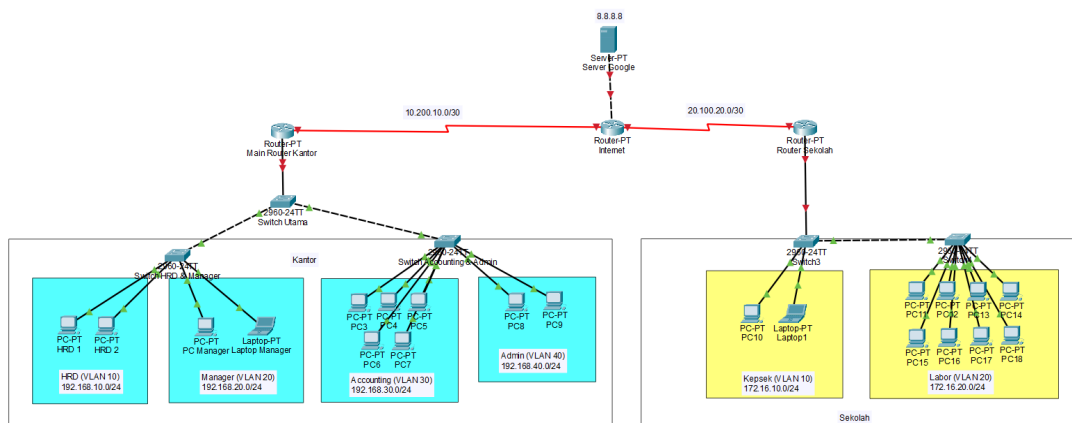 8.8.8.8
Server-PT
Server Google
10.200.10.0/30
20.100.20.0/30
Router-PT
Main Router Kantor
Router-PT
Internet
Router-PT
Router Sekolah
2960-24TT
Switch Utama
Kantor
2960-24TT
Switch HRD & Manager
2960-24TT
Switch Accounting & Admin
PC-PT
HRD 1
PC-PT
HRD 2
PC-PT
PC Manager
Laptop-PT
Laptop Manager
HRD (VLAN 10)
192.168.10.0/24
Manager (VLAN 20)
192.168.20.0/24
PC-PT
PC3
PC-PT
PC4
PC-PT
PC5
PC-PT
PC6
PC-PT
PC7
Accounting (VLAN 30)
192.168.30.0/24
PC-PT
PC8
PC-PT
PC9
Admin (VLAN 40)
192.168.40.0/24
2960-24TT
Switch3
PC-PT
PC10
Laptop-PT
Laptop1
Kepsek (VLAN 10)
172.16.10.0/24
PC-PT
PC11
PC-PT
PC-PT
PC13
PC-PT
PC14
PC-PT
PC15
PC-PT
PC16
PC-PT
PC17
PC-PT
PC18
Labor (VLAN 20)
172.16.20.0/24
Sekolah